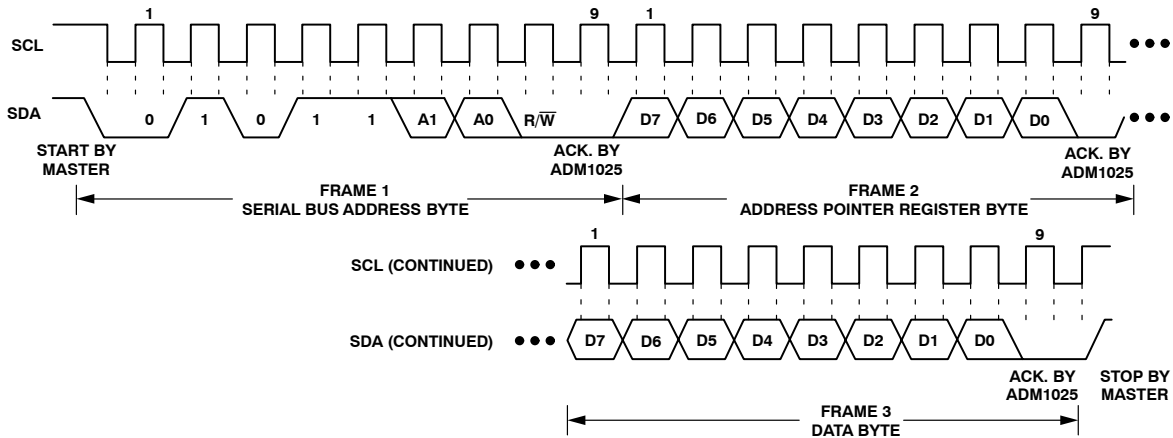 1 9 1 9
SCL
SDA 0 1 0 1 1 A1 A0 R/W̅ D7 D6 D5 D4 D3 D2 D1 D0
START BY
MASTER
ACK. BY
ADM1025
ACK. BY
ADM1025
FRAME 1
SERIAL BUS ADDRESS BYTE
FRAME 2
ADDRESS POINTER REGISTER BYTE
1 9
SCL (CONTINUED)
SDA (CONTINUED) D7 D6 D5 D4 D3 D2 D1 D0
ACK. BY
ADM1025
STOP BY
MASTER
FRAME 3
DATA BYTE